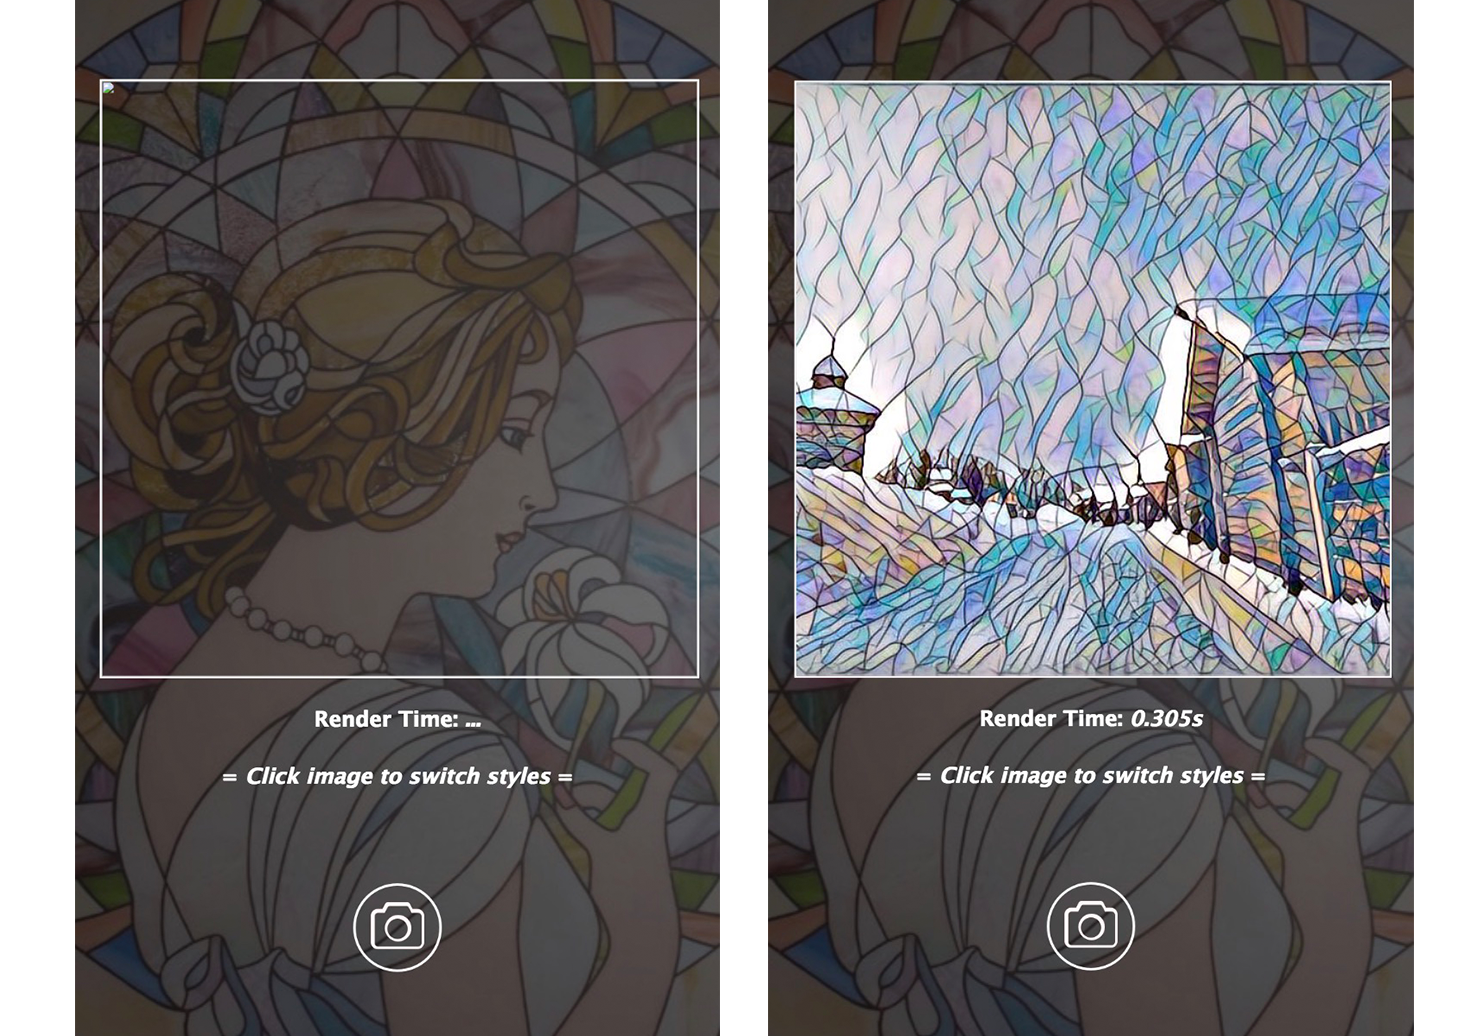 Render Time: ...
= Click image to switch styles =
Render Time: 0.305s
= Click image to switch styles =